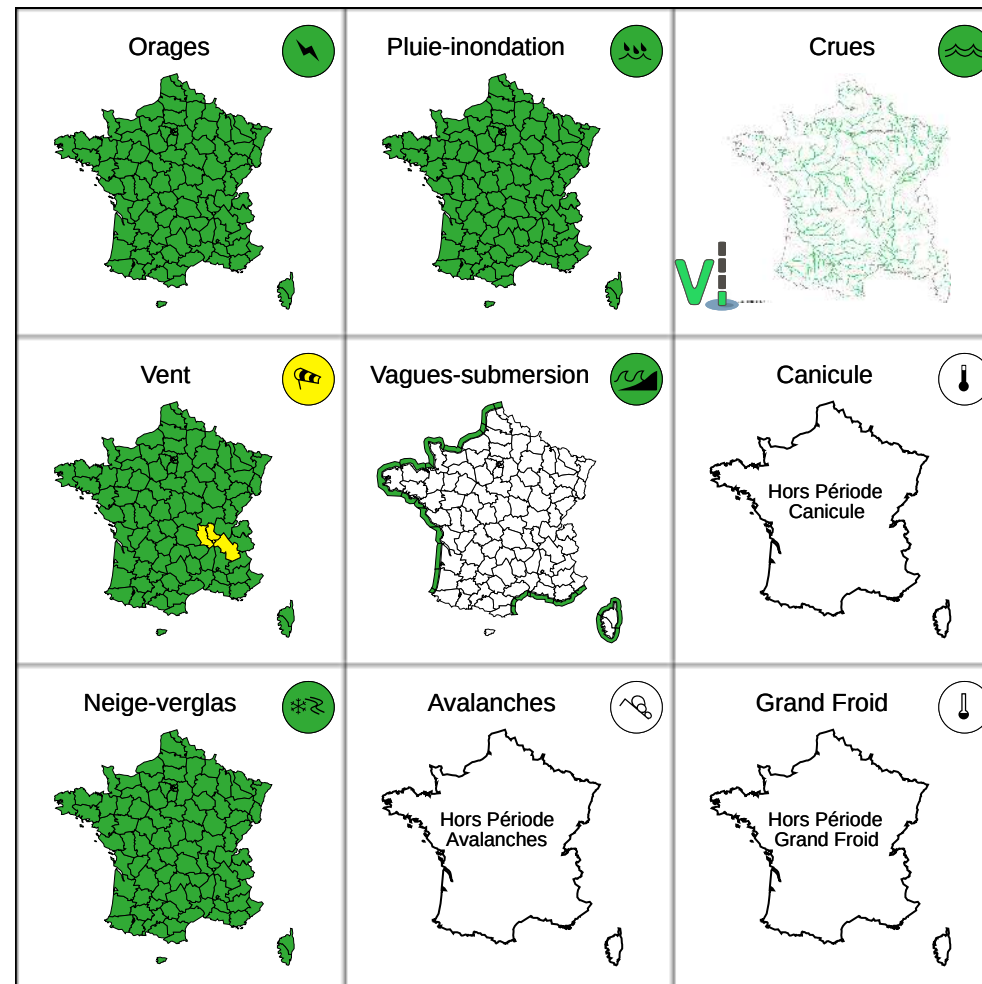 Orages
Pluie-inondation
Crues
Vi
Vent
Vagues-submersion
Canicule
Hors Période
Canicule
Neige-verglas
Avalanches
Grand Froid
Hors Période
Avalanches
Hors Période
Grand Froid